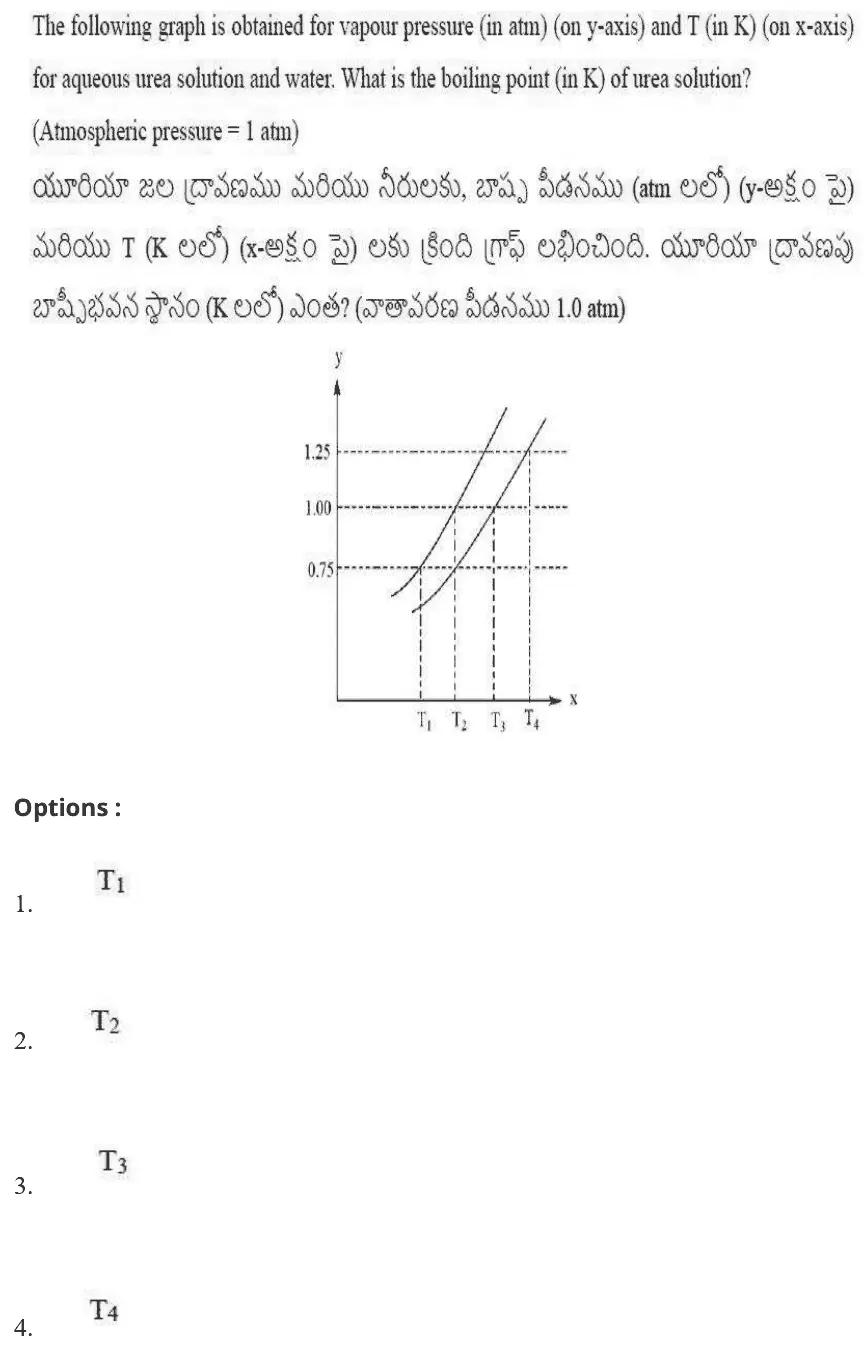 The following graph is obtained for vapour pressure (in atm) (on y-axis) and T (in K) (on x-axis)
for aqueous urea solution and water. What is the boiling point (in K) of urea solution?
(Atmospheric pressure = 1 atm)
యూరియా జల ద్రావణము మరియు నీరులకు, బాష్ప పీడనము (atm లలో) (y-అక్షం పై)
మరియు T (K లలో) (x-అక్షం పై) లకు క్రింది గ్రాఫ్ లభించింది. యూరియా ద్రావణపు
బాష్పీభవన స్థానం (K లలో) ఎంత? (వాతావరణ పీడనము 1.0 atm)
y
1.25
1.00
0.75
x
T₁ T₂ T₃ T₄
Options :
1. T₁
2. T₂
3. T₃
4. T₄